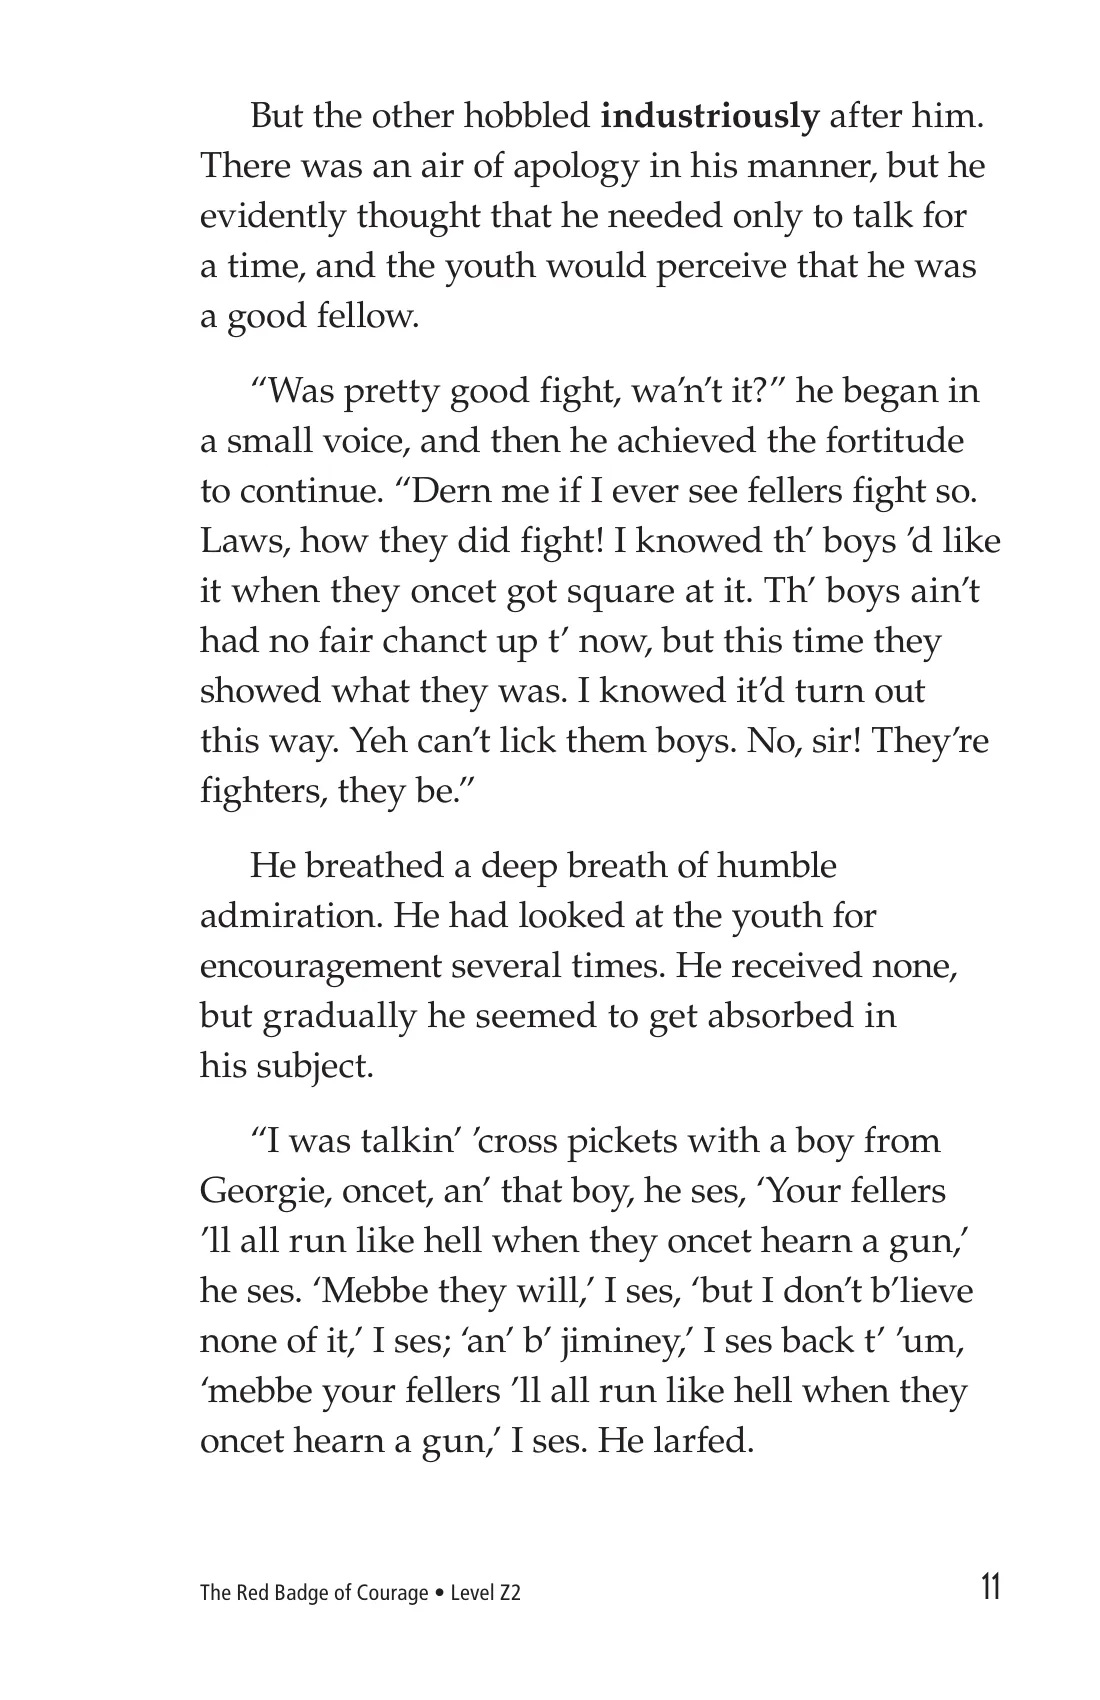 But the other hobbled industriously after him.
There was an air of apology in his manner, but he
evidently thought that he needed only to talk for
a time, and the youth would perceive that he was
a good fellow.
“Was pretty good fight, wa’n’t it?” he began in
a small voice, and then he achieved the fortitude
to continue. “Dern me if I ever see fellers fight so.
Laws, how they did fight! I knowed th’ boys ’d like
it when they oncet got square at it. Th’ boys ain’t
had no fair chanct up t’ now, but this time they
showed what they was. I knowed it’d turn out
this way. Yeh can’t lick them boys. No, sir! They’re
fighters, they be.”
He breathed a deep breath of humble
admiration. He had looked at the youth for
encouragement several times. He received none,
but gradually he seemed to get absorbed in
his subject.
“I was talkin’ ’cross pickets with a boy from
Georgie, oncet, an’ that boy, he ses, ‘Your fellers
’ll all run like hell when they oncet hearn a gun,’
he ses. ‘Mebbe they will,’ I ses, ‘but I don’t b’lieve
none of it,’ I ses; ‘an’ b’ jiminey,’ I ses back t’ ’um,
‘mebbe your fellers ’ll all run like hell when they
oncet hearn a gun,’ I ses. He larfed.
The Red Badge of Courage • Level Z2
11